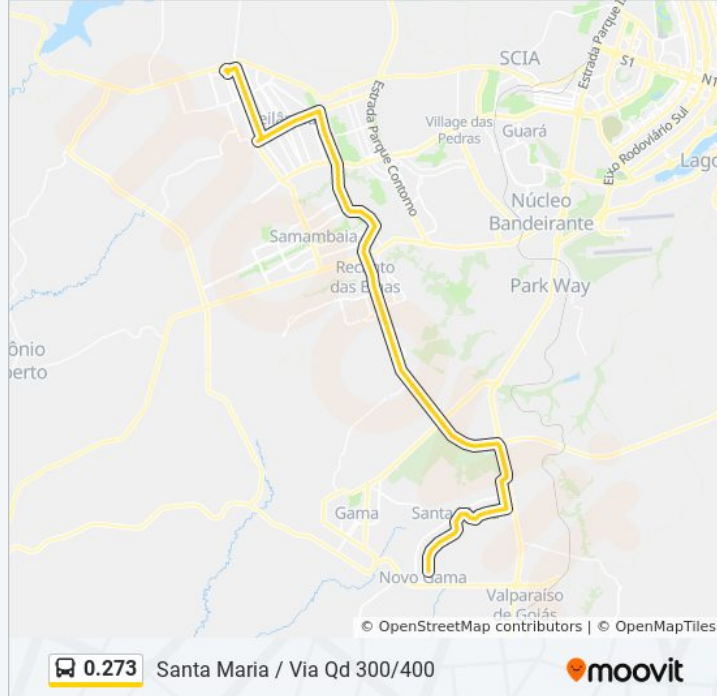 SCIA
Estrada Parque I
S1
N1
Estrada Parque Contorno
Village das
Pedras
Guará
Eixo Rodoviário Sul
Lago
eilân
Núcleo
Bandeirante
Samambaia
Recanto
das Emas
Park Way
ônio
berto
Gama
Santa
Novo Gama
Valparaíso
de Goiás
© OpenStreetMap contributors | © OpenMapTiles
0.273 Santa Maria / Via Qd 300/400
moovit